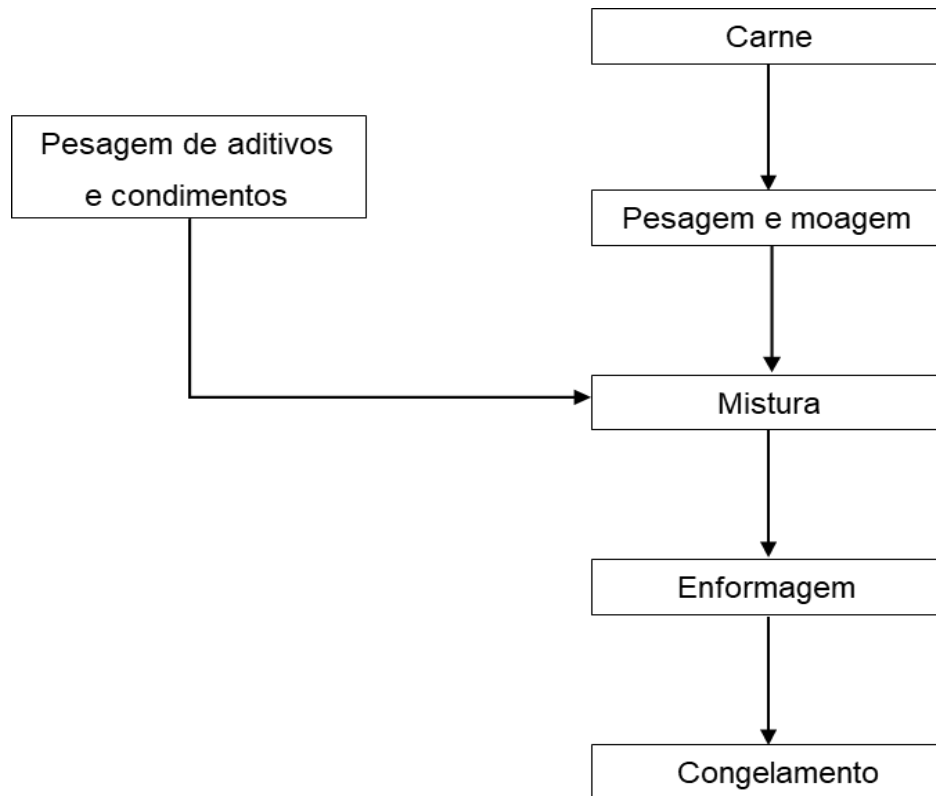 Carne
Pesagem de aditivos
e condimentos
Pesagem e moagem
Mistura
Enformagem
Congelamento